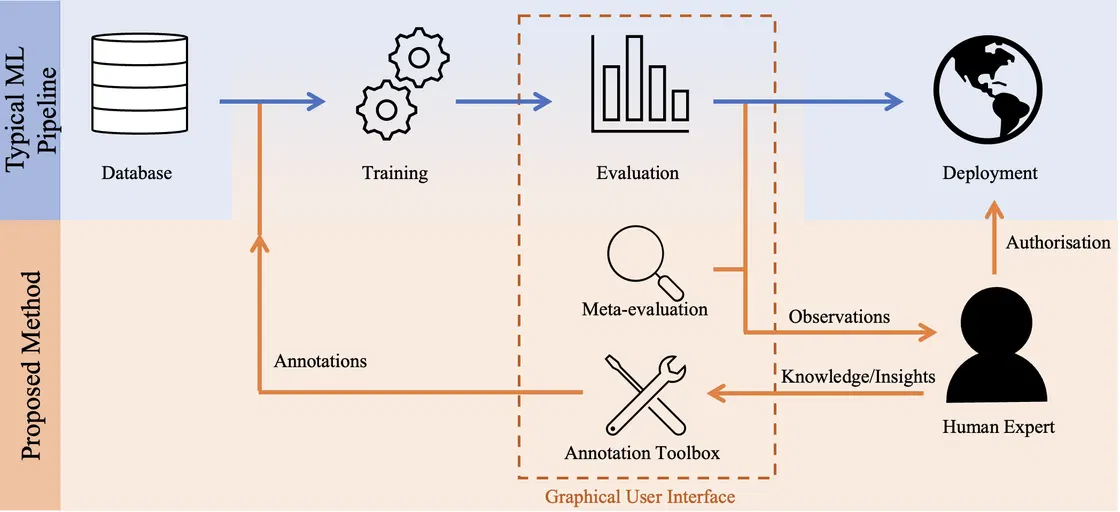 Typical ML
Pipeline
Database
Training
Evaluation
Deployment
Proposed Method
Authorisation
Meta-evaluation
Observations
Annotations
Knowledge/Insights
Human Expert
Annotation Toolbox
Graphical User Interface